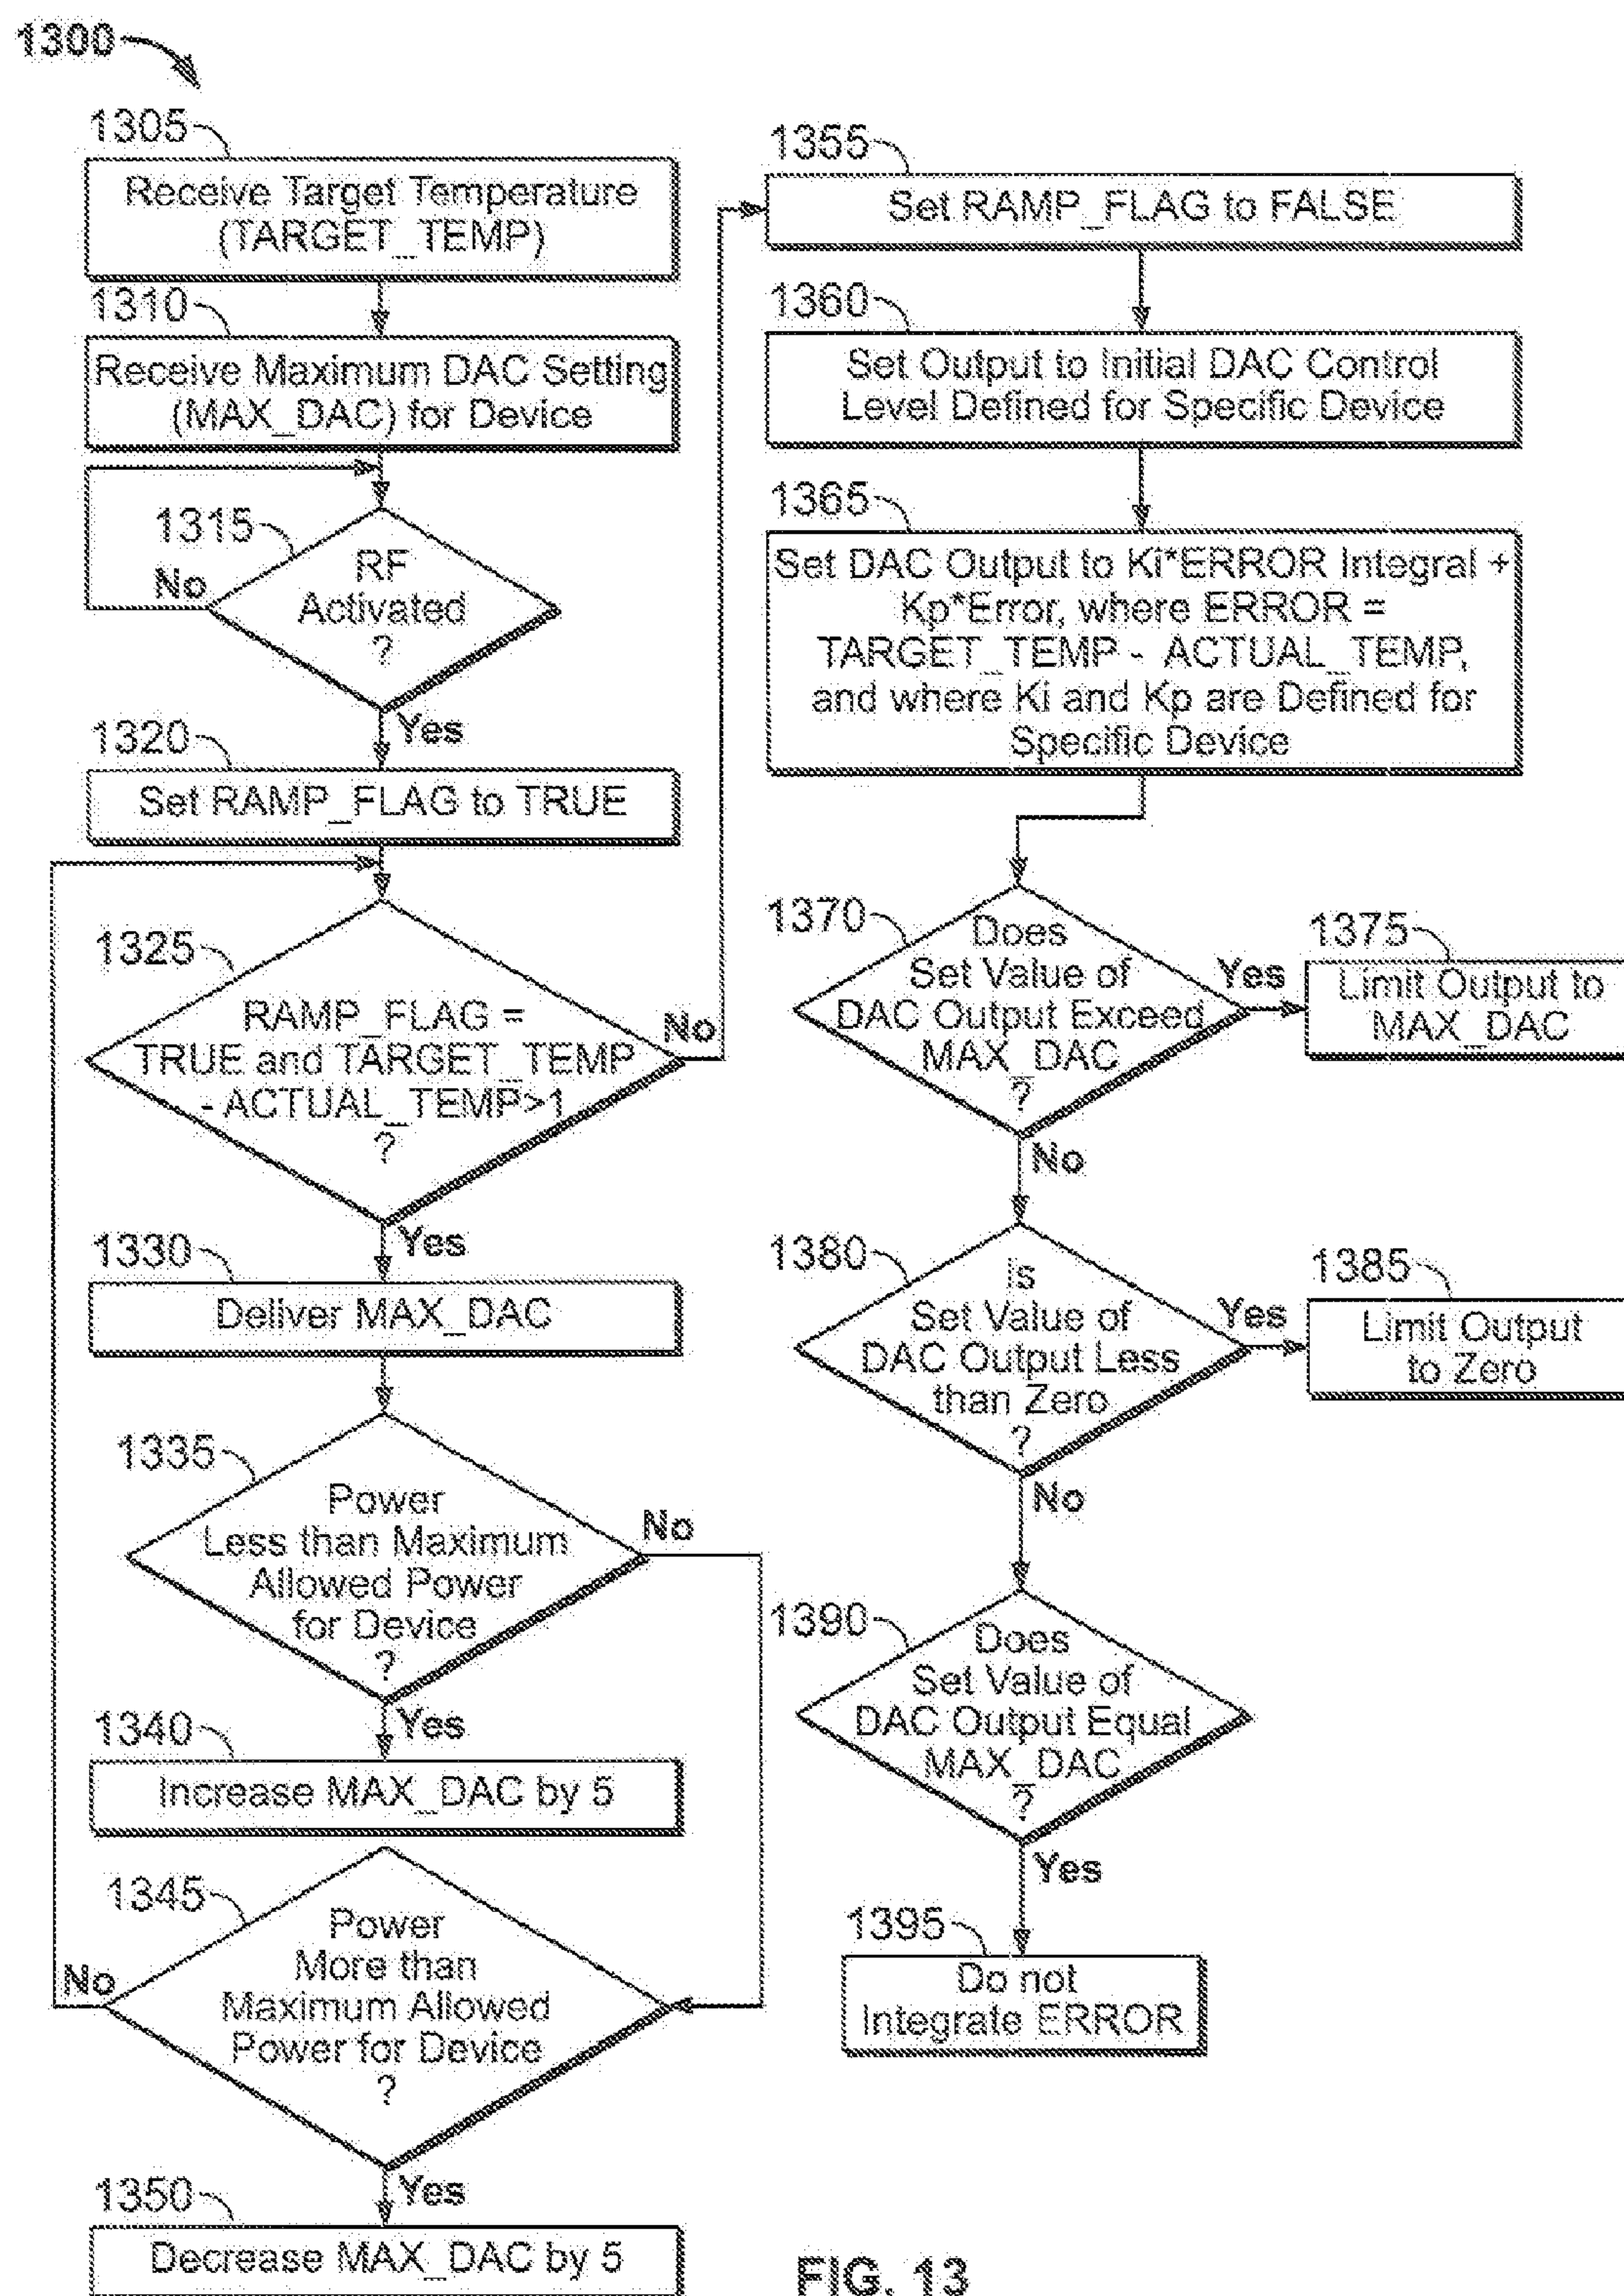 1300
1305
Receive Target Temperature
(TARGET_TEMP)
1310
Receive Maximum DAC Setting
(MAX_DAC) for Device
1315
RF
Activated
?
No
Yes
1320
Set RAMP_FLAG to TRUE
1325
RAMP_FLAG =
TRUE and TARGET_TEMP
- ACTUAL_TEMP>1
?
No
Yes
1330
Deliver MAX_DAC
1335
Power
Less than Maximum
Allowed Power
for Device
?
No
Yes
1340
Increase MAX_DAC by 5
1345
Power
More than
Maximum Allowed
Power for Device
?
No
Yes
1350
Decrease MAX_DAC by 5
1355
Set RAMP_FLAG to FALSE
1360
Set Output to Initial DAC Control
Level Defined for Specific Device
1365
Set DAC Output to Ki*ERROR Integral +
Kp*Error, where ERROR =
TARGET_TEMP - ACTUAL_TEMP,
and where Ki and Kp are Defined for
Specific Device
1370
Does
Set Value of
DAC Output Exceed
MAX_DAC
?
Yes
No
1375
Limit Output to
MAX_DAC
1380
Is
Set Value of
DAC Output Less
than Zero
?
Yes
No
1385
Limit Output
to Zero
1390
Does
Set Value of
DAC Output Equal
MAX_DAC
?
Yes
1395
Do not
Integrate ERROR
FIG. 13